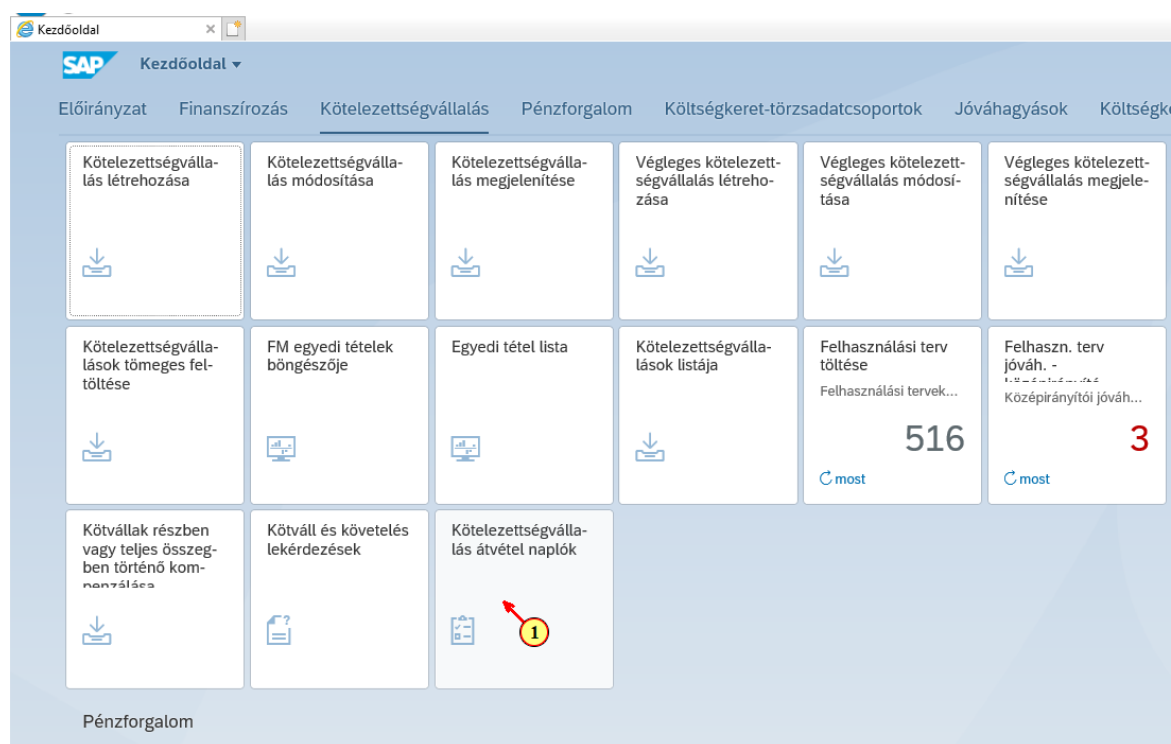 Kezdőoldal
SAP
Kezdőoldal
Előirányzat Finanszírozás Kötelezettségvállalás Pénzforgalom Költségkeret-törzsadatcsoportok Jóváhagyások
Kötelezettségválla-
lás létrehozása
Kötelezettségválla-
lás módosítása
Kötelezettségválla-
lás megjelenítése
Végleges kötelezett-
ségvállalás létreho-
zása
Végleges kötelezett-
ségvállalás módosí-
tása
Végleges kötelezett-
ségvállalás megjele-
nítése
Kötelezettségválla-
lások tömeges fel-
töltése
FM egyedi tételek
böngészője
Egyedi tétel lista
Kötelezettségválla-
lások listája
Felhasználási terv
töltése
Felhasználási tervek...
516
most
Felhaszn. terv
jóváh. -
Középirányítói jóváh...
3
most
Kötvállak részben
vagy teljes összeg-
ben történő kom-
penzálása
Kötváll és követelés
lekérdezések
Kötelezettségválla-
lás átvétel naplók
1
Pénzforgalom